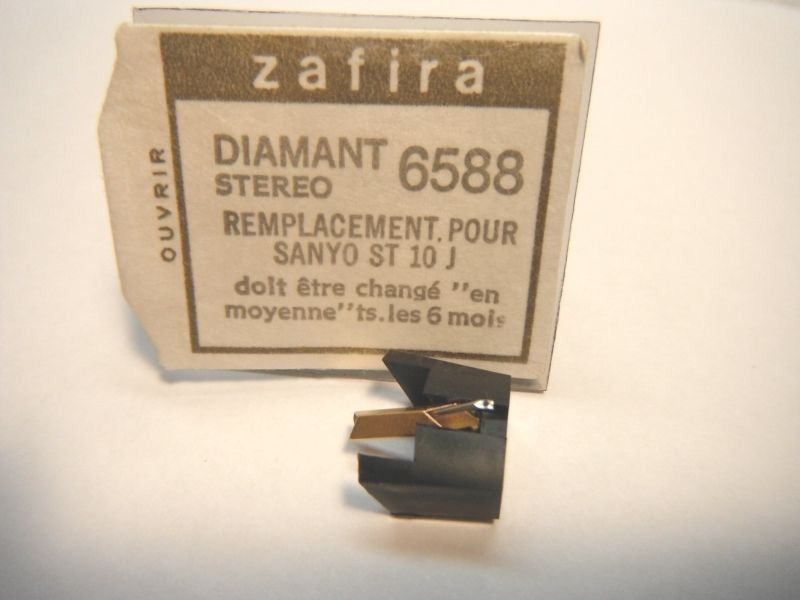 zafira
OUVRIR
DIAMANT 6588
STEREO
REMPLACEMENT.POUR
SANYO ST 10 J
doit être changé "en
moyenne"ts.les 6 mois